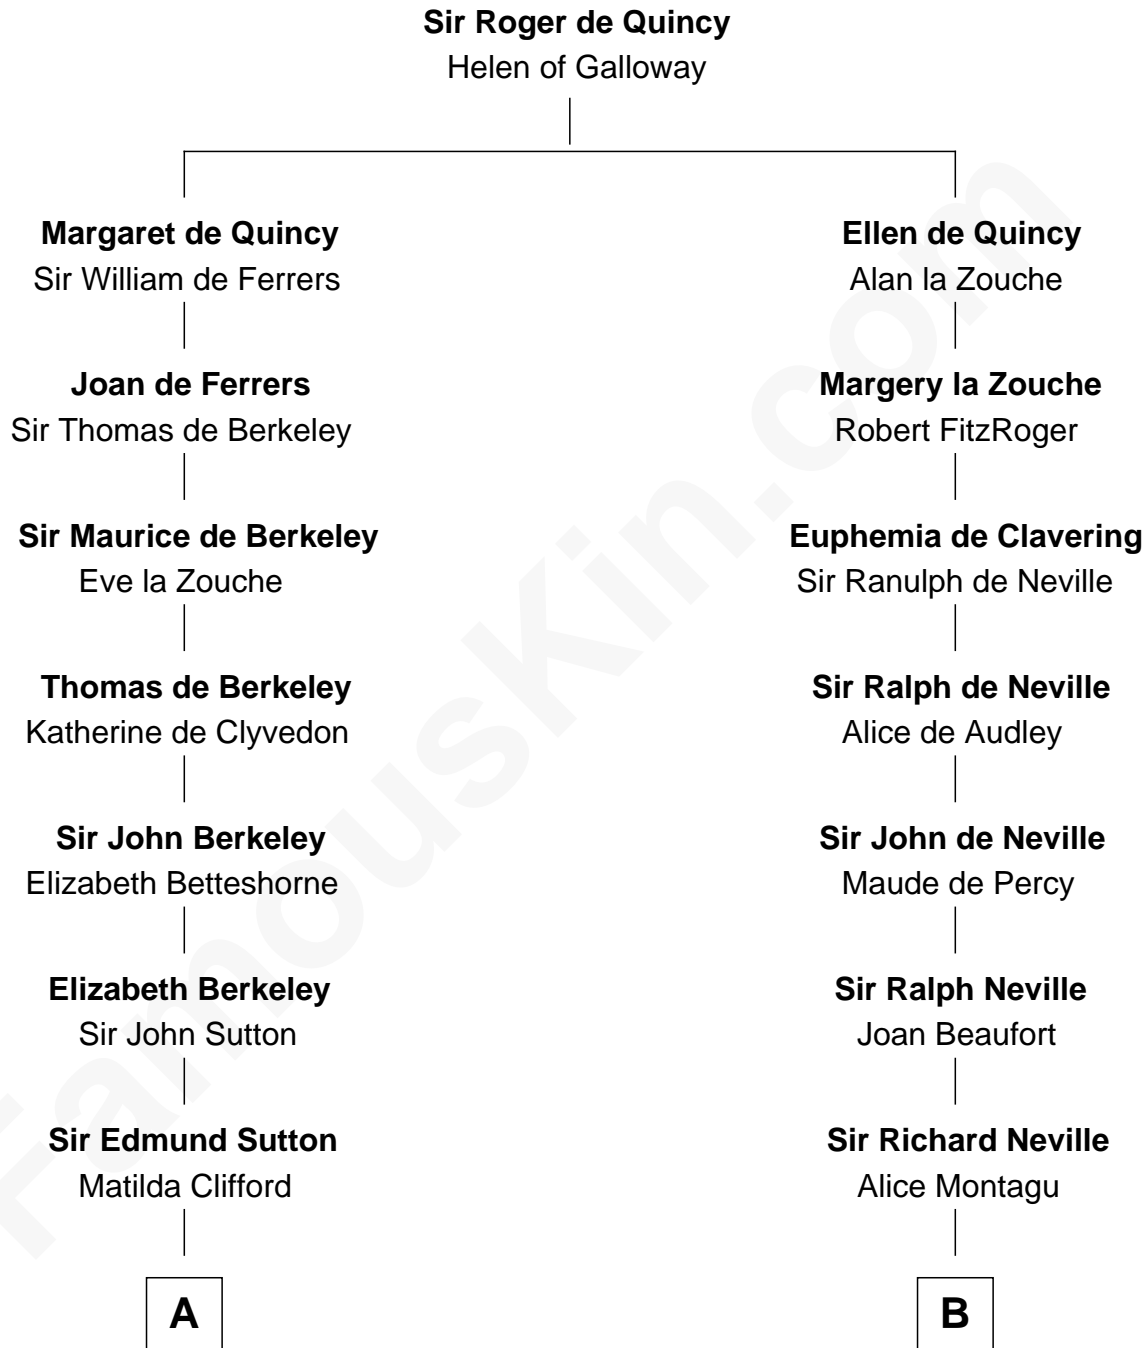 Sir Roger de Quincy
Helen of Galloway
Margaret de Quincy
Sir William de Ferrers
Ellen de Quincy
Alan la Zouche
Joan de Ferrers
Sir Thomas de Berkeley
Margery la Zouche
Robert FitzRoger
Sir Maurice de Berkeley
Eve la Zouche
Euphemia de Clavering
Sir Ranulph de Neville
Thomas de Berkeley
Katherine de Clyvedon
Sir Ralph de Neville
Alice de Audley
Sir John Berkeley
Elizabeth Betteshorne
Sir John de Neville
Maude de Percy
Elizabeth Berkeley
Sir John Sutton
Sir Ralph Neville
Joan Beaufort
Sir Edmund Sutton
Matilda Clifford
Sir Richard Neville
Alice Montagu
A
B
FamousKin.com